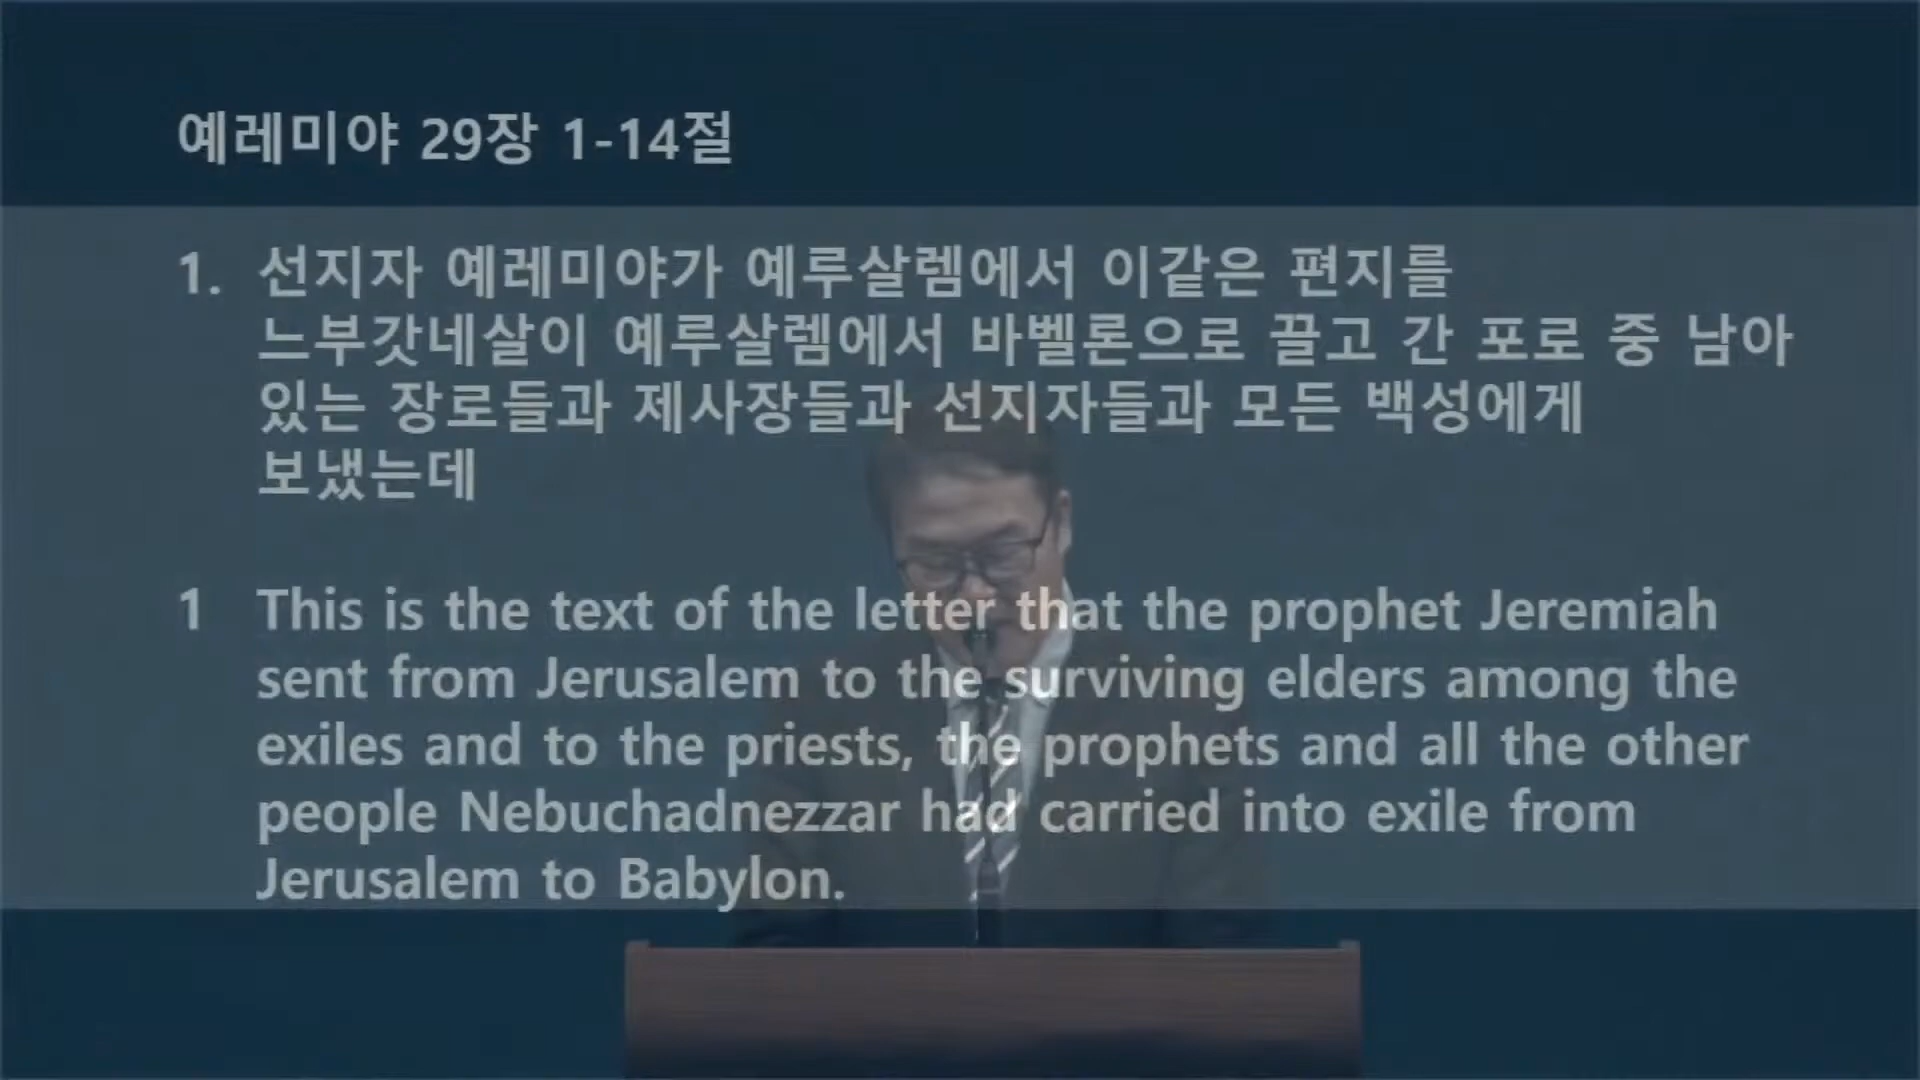 예레미야 29장 1-14절
1. 선지자 예레미야가 예루살렘에서 이같은 편지를
느부갓네살이 예루살렘에서 바벨론으로 끌고 간 포로 중 남아
있는 장로들과 제사장들과 선지자들과 모든 백성에게
보냈는데
1 This is the text of the letter that the prophet Jeremiah
sent from Jerusalem to the surviving elders among the
exiles and to the priests, the prophets and all the other
people Nebuchadnezzar had carried into exile from
Jerusalem to Babylon.